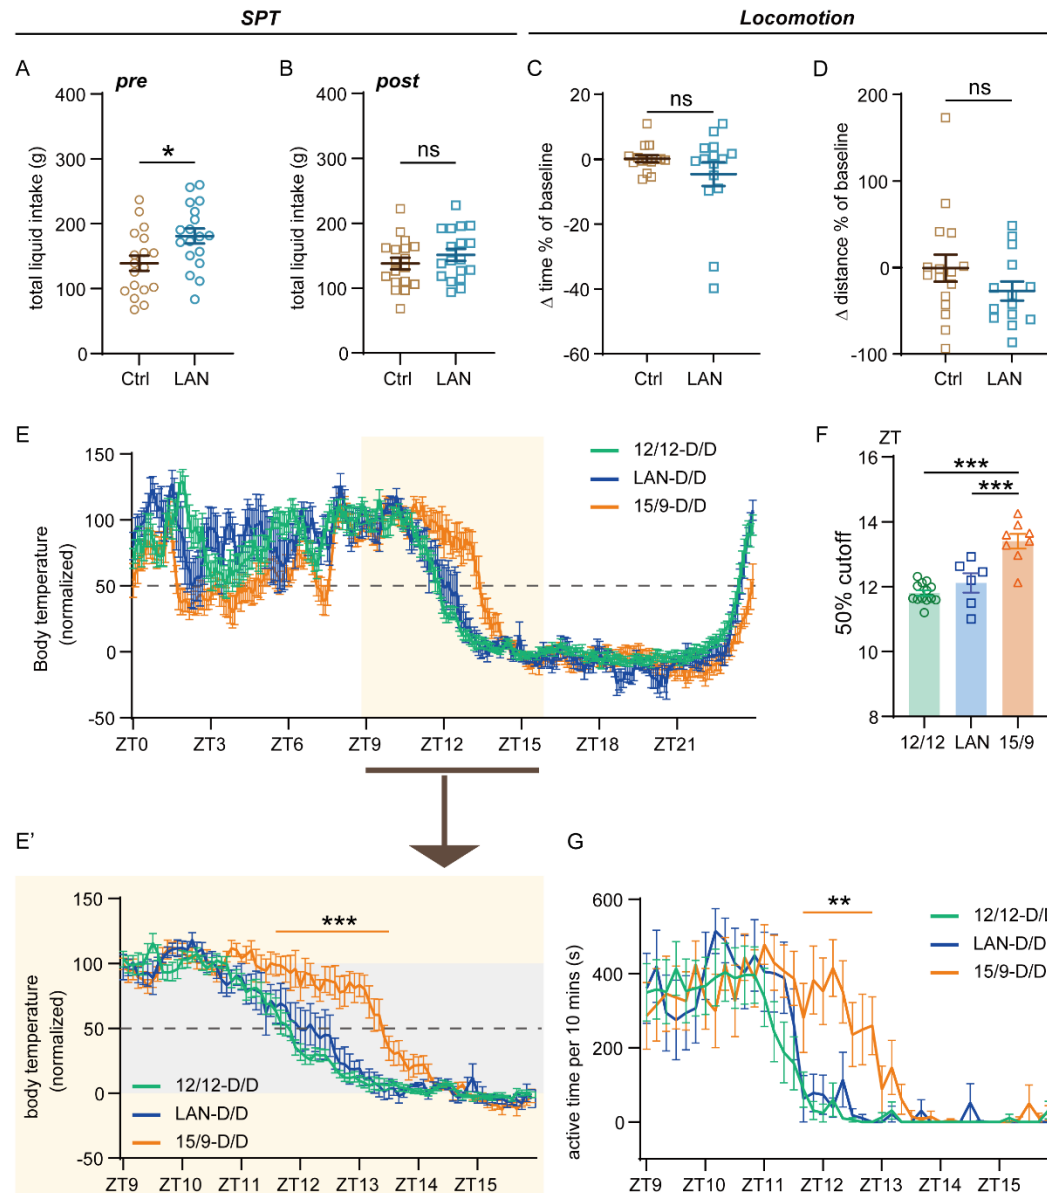 SPT
Locomotion
A
pre
total liquid intake (g)
400
300
200
100
0
*
Ctrl
LAN
B
post
total liquid intake (g)
400
300
200
100
0
ns
Ctrl
LAN
C
Δ time % of baseline
20
0
-20
-40
-60
ns
Ctrl
LAN
D
Δ distance % of baseline
200
100
0
-100
ns
Ctrl
LAN
E
Body temperature
(normalized)
150
100
50
0
-50
12/12-D/D
LAN-D/D
15/9-D/D
ZT0
ZT3
ZT6
ZT9
ZT12
ZT15
ZT18
ZT21
F
ZT
50% cutoff
16
14
12
10
8
***
***
12/12
LAN
15/9
E'
body temperature
(normalized)
150
100
50
0
-50
***
12/12-D/D
LAN-D/D
15/9-D/D
ZT9
ZT10
ZT11
ZT12
ZT13
ZT14
ZT15
G
active time per 10 mins (s)
600
400
200
0
**
12/12-D/D
LAN-D/D
15/9-D/D
ZT9
ZT10
ZT11
ZT12
ZT13
ZT14
ZT15